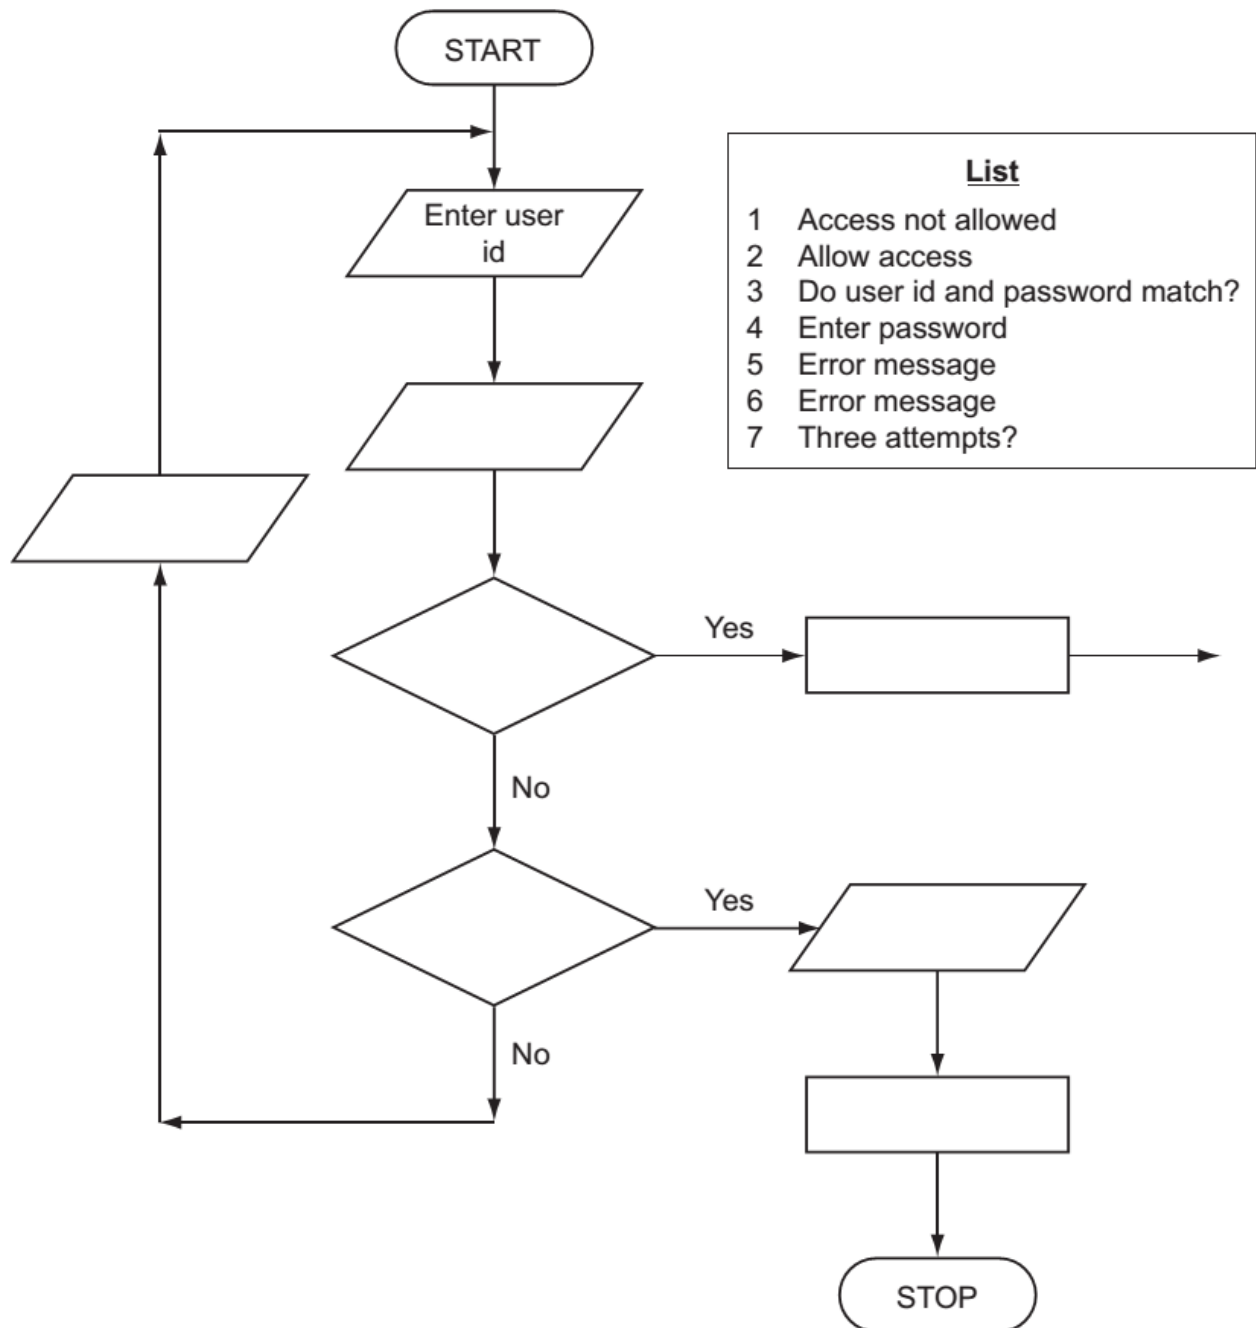 START
Enter user
id
List
1 Access not allowed
2 Allow access
3 Do user id and password match?
4 Enter password
5 Error message
6 Error message
7 Three attempts?
Yes
No
Yes
No
STOP